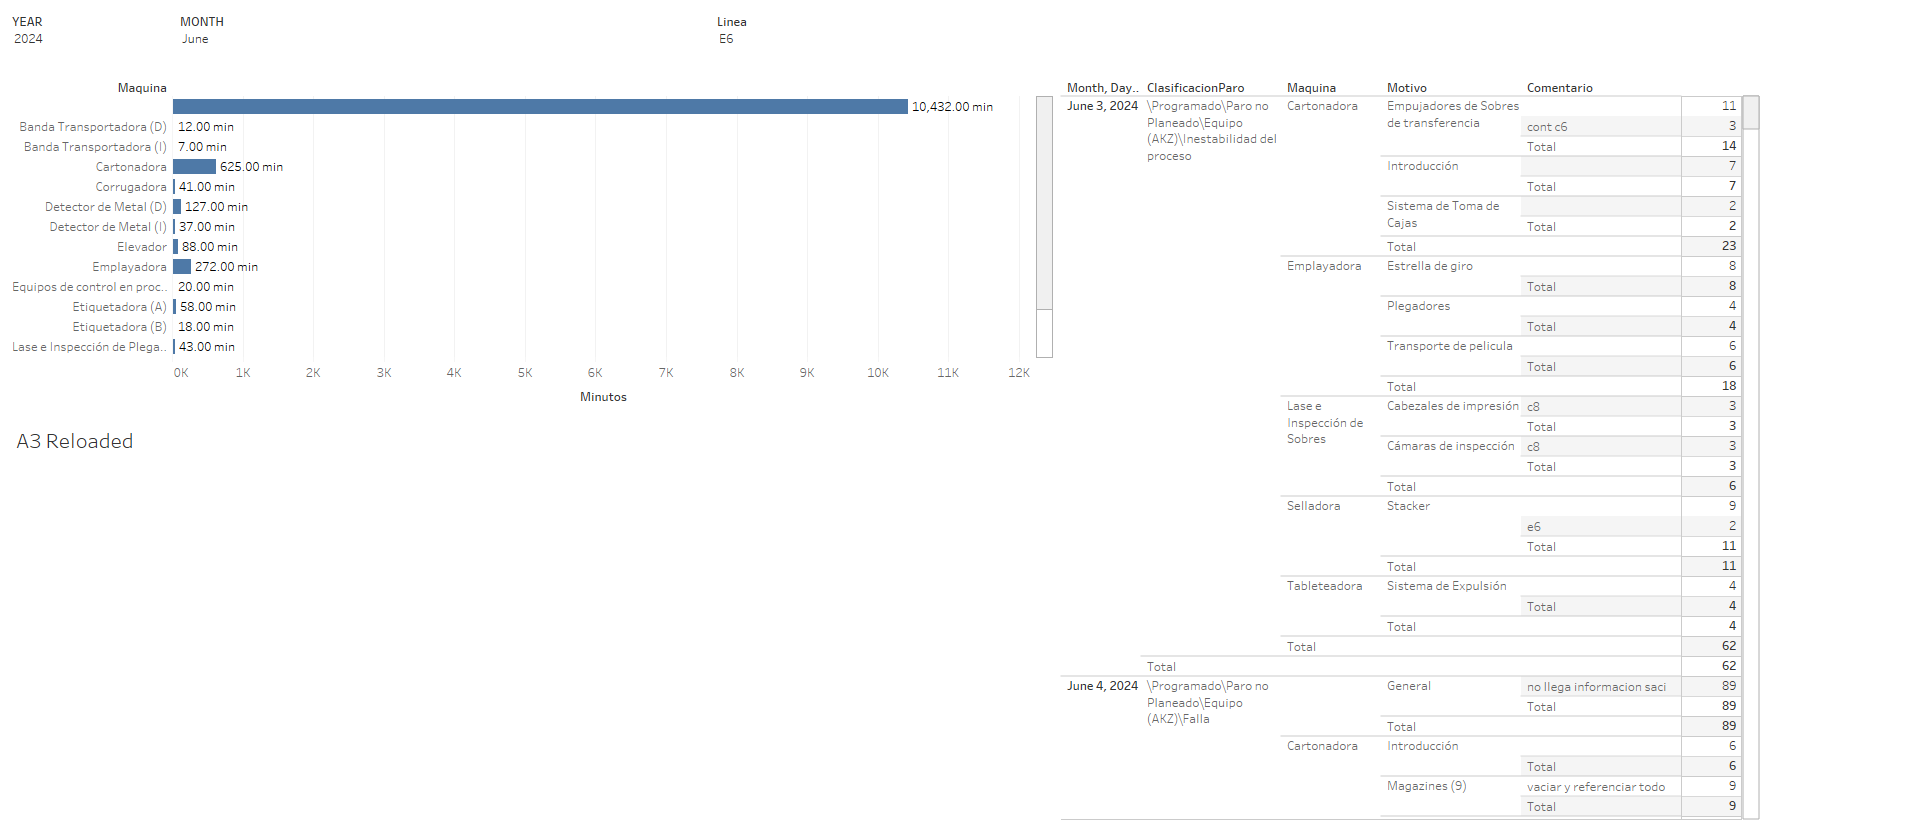 YEAR
2024
MONTH
June
Linea
E6
Maquina
10,432.00 min
Banda Transportadora (D) 12.00 min
Banda Transportadora (I) 7.00 min
Cartonadora 625.00 min
Corrugadora 41.00 min
Detector de Metal (D) 127.00 min
Detector de Metal (I) 37.00 min
Elevador 88.00 min
Emplayadora 272.00 min
Equipos de control en proc.. 20.00 min
Etiquetadora (A) 58.00 min
Etiquetadora (B) 18.00 min
Lase e Inspección de Plega.. 43.00 min
0K 1K 2K 3K 4K 5K 6K 7K 8K 9K 10K 11K 12K
Minutos
A3 Reloaded
Month, Day.. ClasificacionParo Maquina Motivo Comentario
June 3, 2024 \Programado\Paro no Cartonadora Empujadores de Sobres 11
Planeado\Equipo de transferencia cont c6 3
(AKZ)\Inestabilidad del Total 14
proceso Introducción 7
Total 7
Sistema de Toma de 2
Cajas Total 2
Total 23
Emplayadora Estrella de giro 8
Total 8
Plegadores 4
Total 4
Transporte de pelicula 6
Total 6
Total 18
Lase e Cabezales de impresión c8 3
Inspección de Total 3
Sobres Cámaras de inspección c8 3
Total 3
Total 6
Selladora Stacker 9
e6 2
Total 11
Total 11
Tableteadora Sistema de Expulsión 4
Total 4
Total 4
Total 62
Total 62
June 4, 2024 \Programado\Paro no General no llega informacion saci 89
Planeado\Equipo Total 89
(AKZ)\Falla Total 89
Cartonadora Introducción 6
Total 6
Magazines (9) vaciar y referenciar todo 9
Total 9